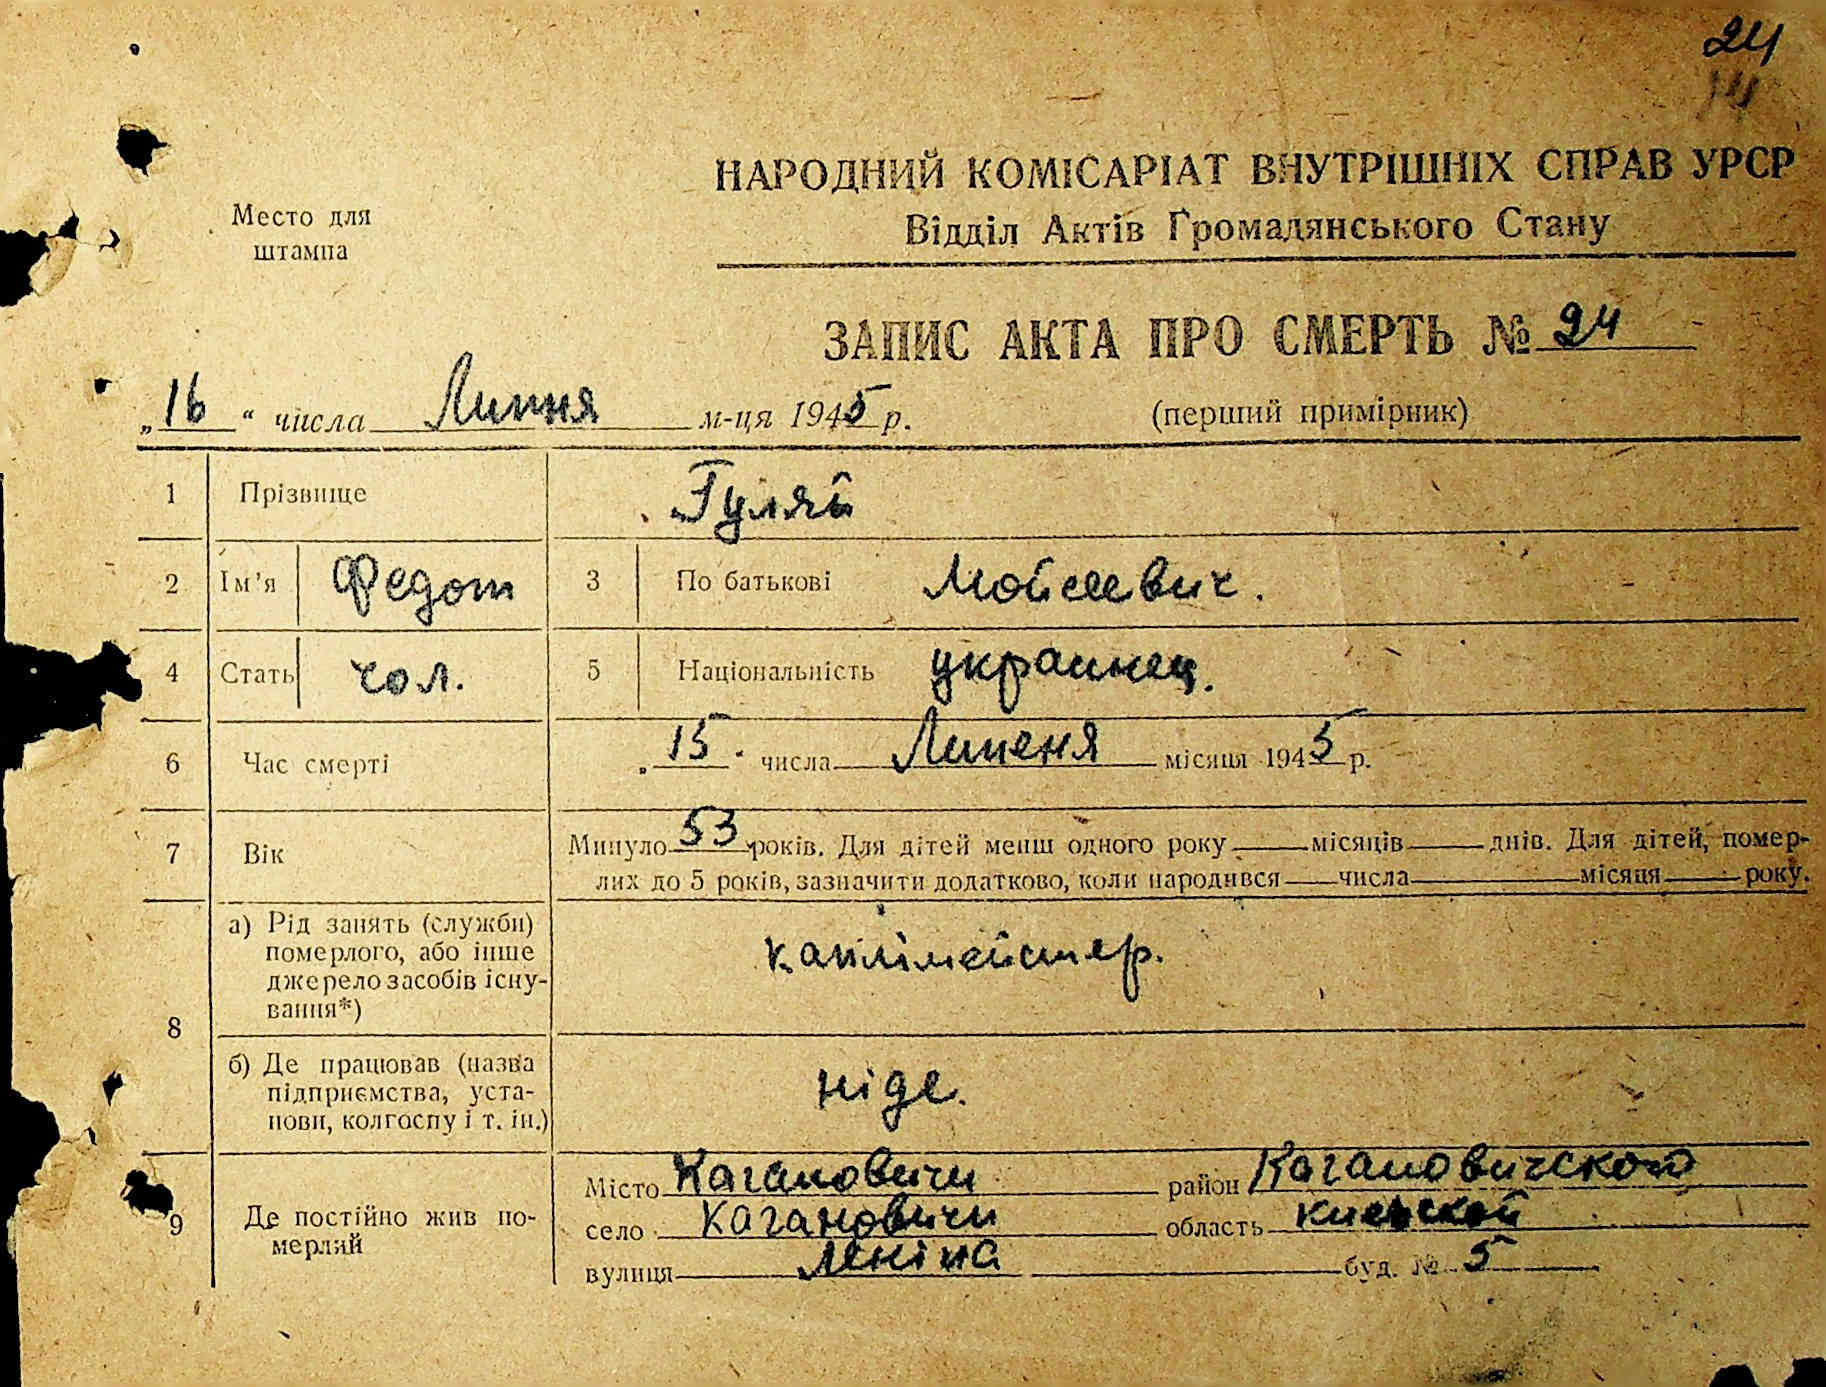 24
14
НАРОДНИЙ КОМІСАРІАТ ВНУТРІШНІХ СПРАВ УРСР
Відділ Актів Громадянського Стану
Место для
штампа
ЗАПИС АКТА ПРО СМЕРТЬ № 24
„16“ числа Липня м-ця 1945 р.
(перший примірник)
1 Прізвище Гуляй
2 Ім'я Федот 3 По батькові Мойсеевич.
4 Стать чол. 5 Національність украинец.
6 Час смерті „15" числа Липеня місяця 1945 р.
7 Вік Минуло 53 років. Для дітей менш одного року місяців днів. Для дітей, помер-
лих до 5 років, зазначити додатково, коли народився числа місяця року.
8 а) Рід занять (служби)
померлого, або інше
джерело засобів існу-
вання*)
каплімейстер.
б) Де працював (назва
підприємства, уста-
нови, колгоспу і т. ін.)
ніде.
9 Де постійно жив по-
мерлий
Місто Кагановичи район Кагановичского
село Кагановичи область киевской
вулиця Леніна буд. № 5